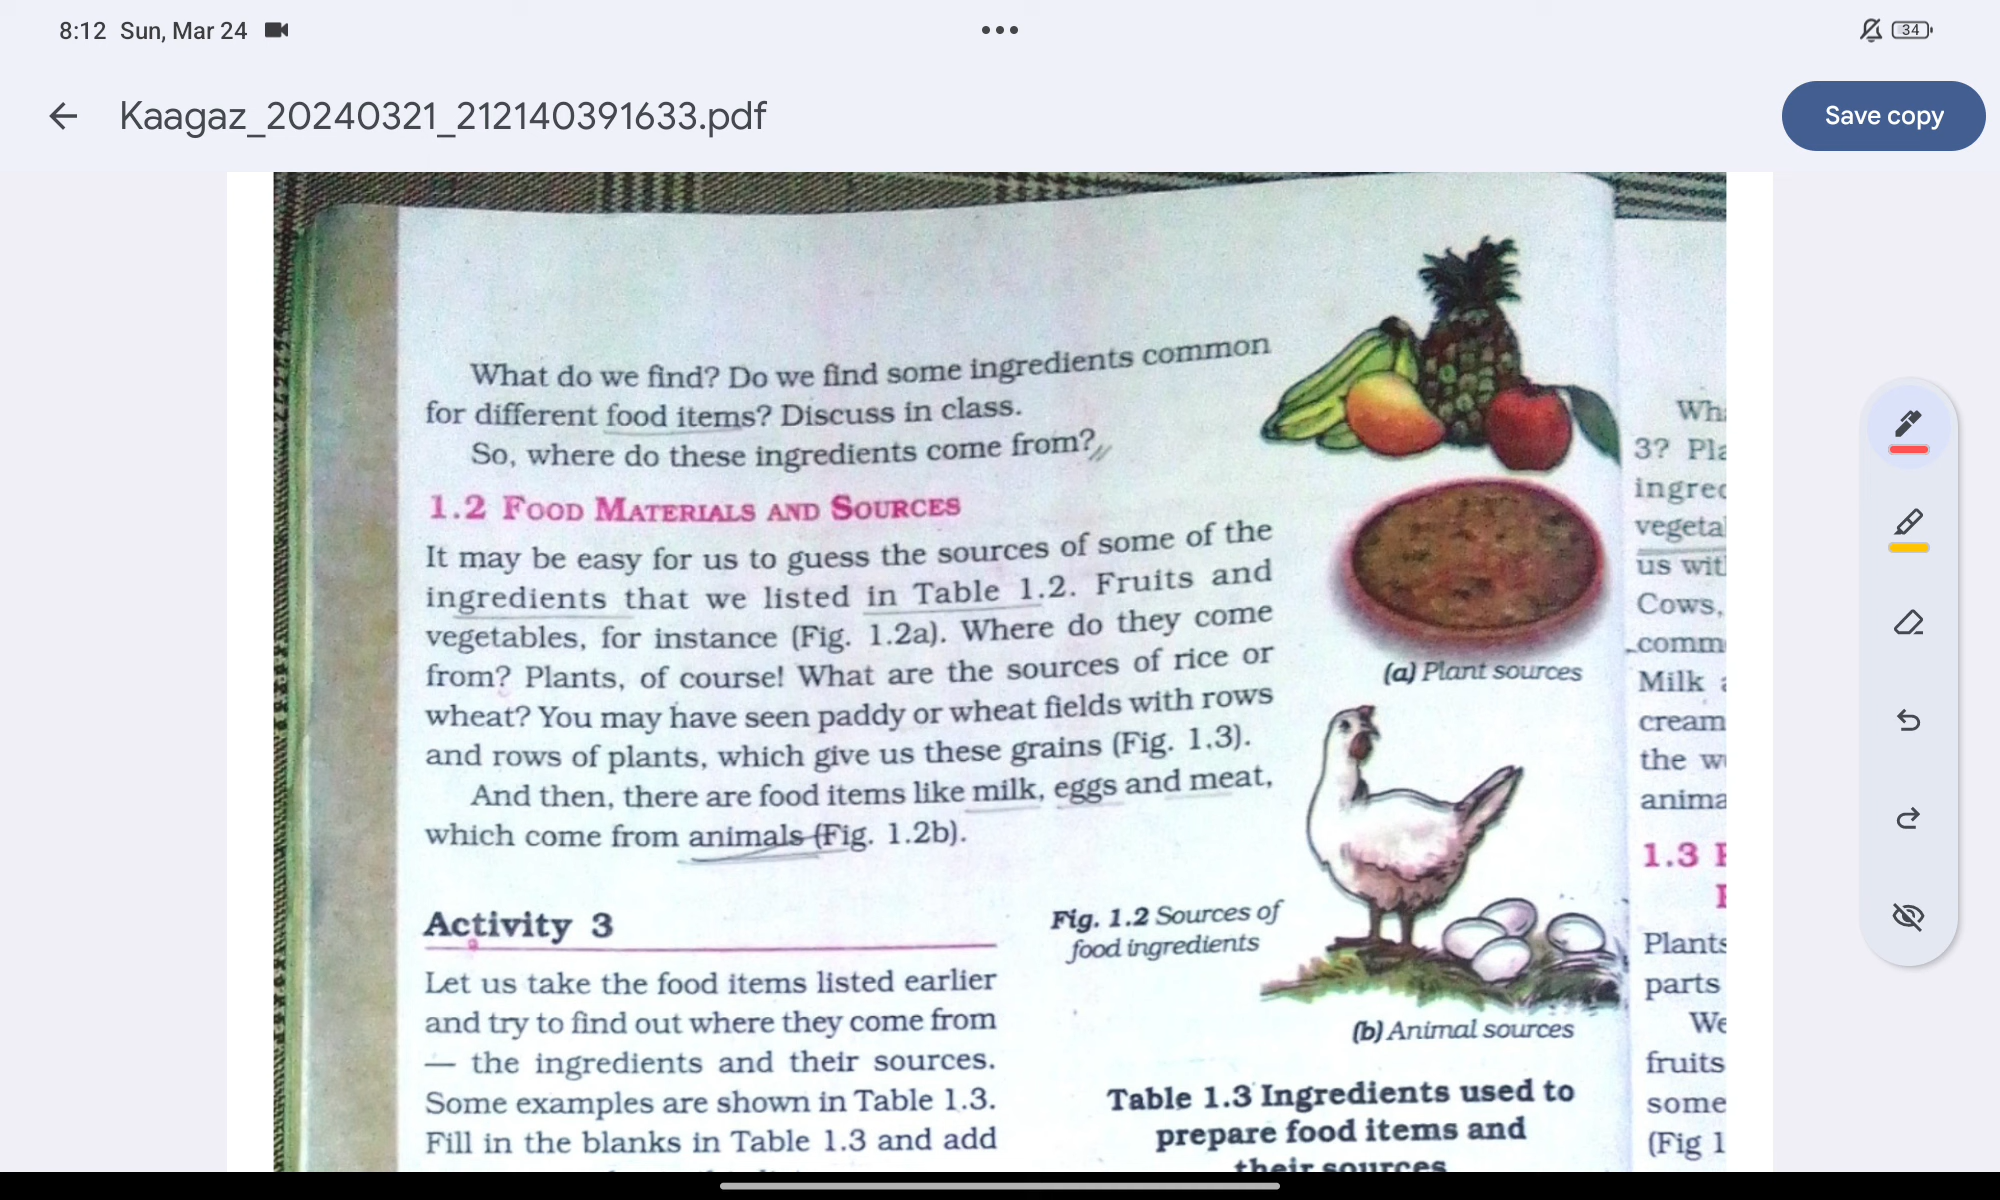 8:12 Sun, Mar 24
34
Kaagaz_20240321_212140391633.pdf
Save copy
What do we find? Do we find some ingredients common
for different food items? Discuss in class.
So, where do these ingredients come from?
1.2 FOOD MATERIALS AND SOURCES
It may be easy for us to guess the sources of some of the
ingredients that we listed in Table 1.2. Fruits and
vegetables, for instance (Fig. 1.2a). Where do they come
from? Plants, of course! What are the sources of rice or
wheat? You may have seen paddy or wheat fields with rows
and rows of plants, which give us these grains (Fig. 1.3).
And then, there are food items like milk, eggs and meat,
which come from animals (Fig. 1.2b).
(a) Plant sources
Fig. 1.2 Sources of
food ingredients
(b) Animal sources
Activity 3
Let us take the food items listed earlier
and try to find out where they come from
— the ingredients and their sources.
Some examples are shown in Table 1.3.
Fill in the blanks in Table 1.3 and add
Table 1.3 Ingredients used to
prepare food items and
their sources
3?
us
Cows,
Milk
cream
the
1.3
Plants
parts
We
fruits
some
(Fig 1